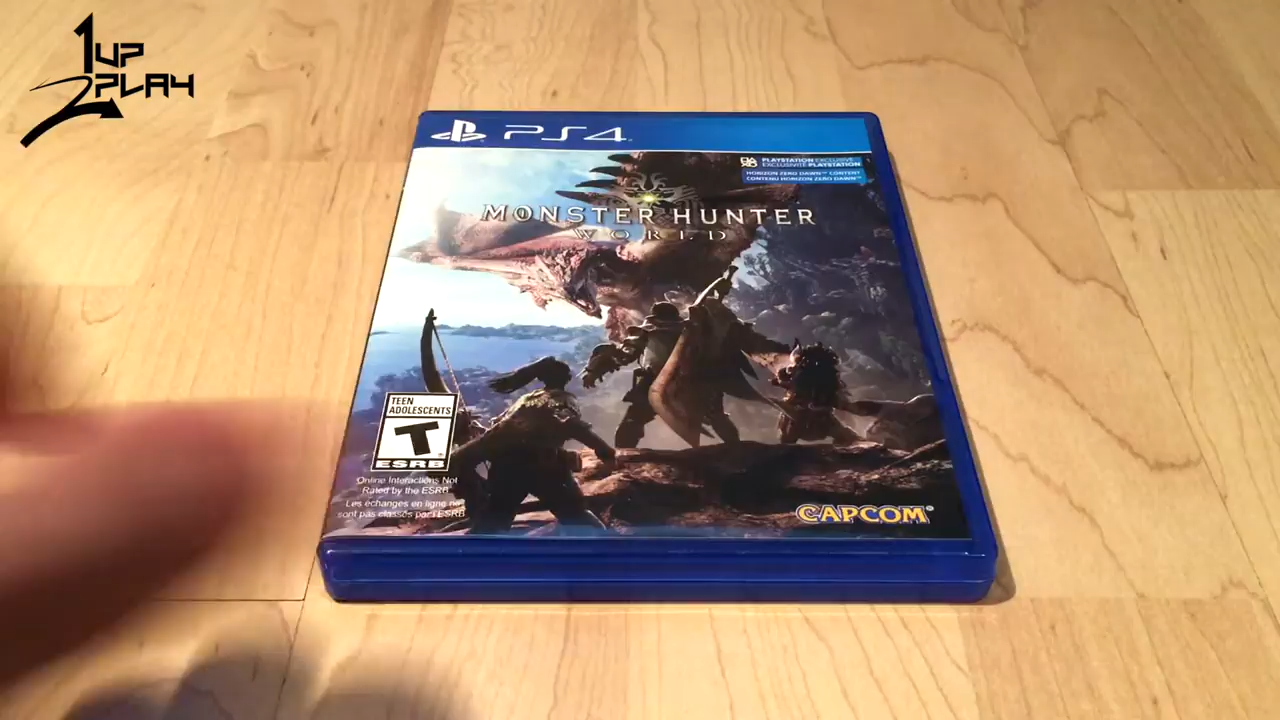 1UP
2PLAY
PS4
PLAYSTATION EXCLUSIVE
EXCLUSIVITÉ PLAYSTATION
HORIZON ZERO DAWN™ CONTENT
CONTENU HORIZON ZERO DAWN™
MONSTER HUNTER
WORLD
TEEN
ADOLESCENTS
T
ESRB
Online Interactions Not
Rated by the ESRB
Les échanges en ligne ne
sont pas classés par l'ESRB
CAPCOM®